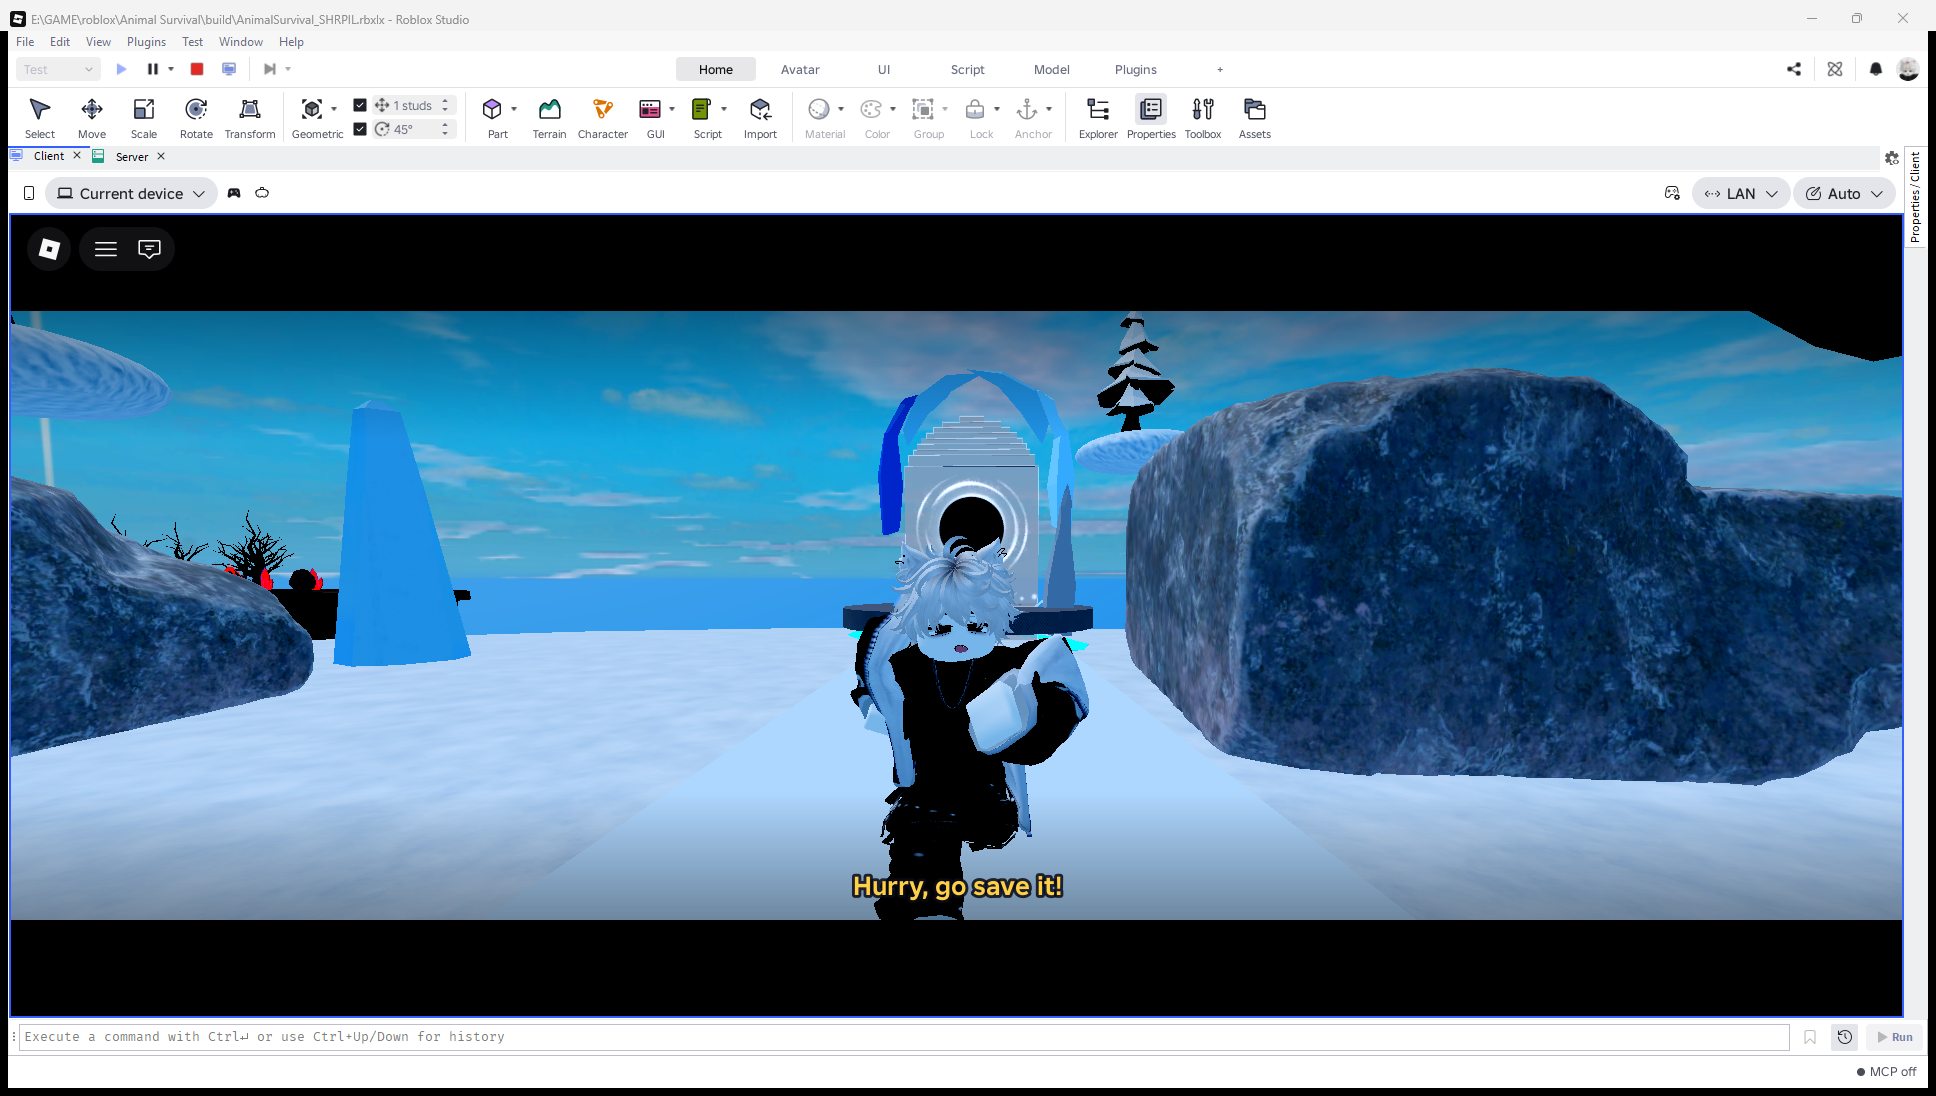 E:\GAME\roblox\Animal Survival\build\AnimalSurvival_SHRPIL.rbxlx - Roblox Studio
File Edit View Plugins Test Window Help
Test Home Avatar UI Script Model Plugins +
1 studs
45°
Select Move Scale Rotate Transform Geometric Part Terrain Character GUI Script Import Material Color Group Lock Anchor Explorer Properties Toolbox Assets
Client Server
Properties / Client
Current device LAN Auto
Hurry, go save it!
Execute a command with Ctrl↵ or use Ctrl+Up/Down for history
Run
MCP off